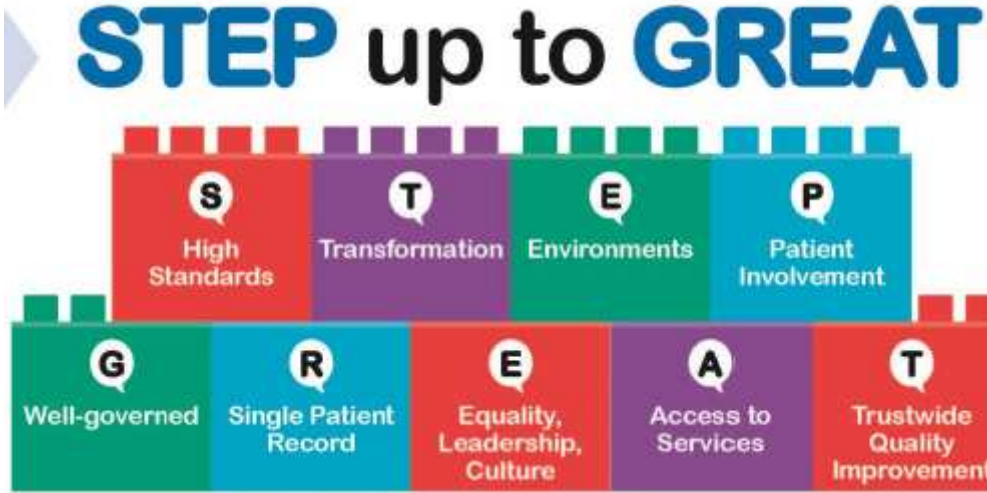 STEP up to GREAT
S
High
Standards
T
Transformation
E
Environments
P
Patient
Involvement
G
Well-governed
R
Single Patient
Record
E
Equality,
Leadership,
Culture
A
Access to
Services
T
Trustwide
Quality
Improvement